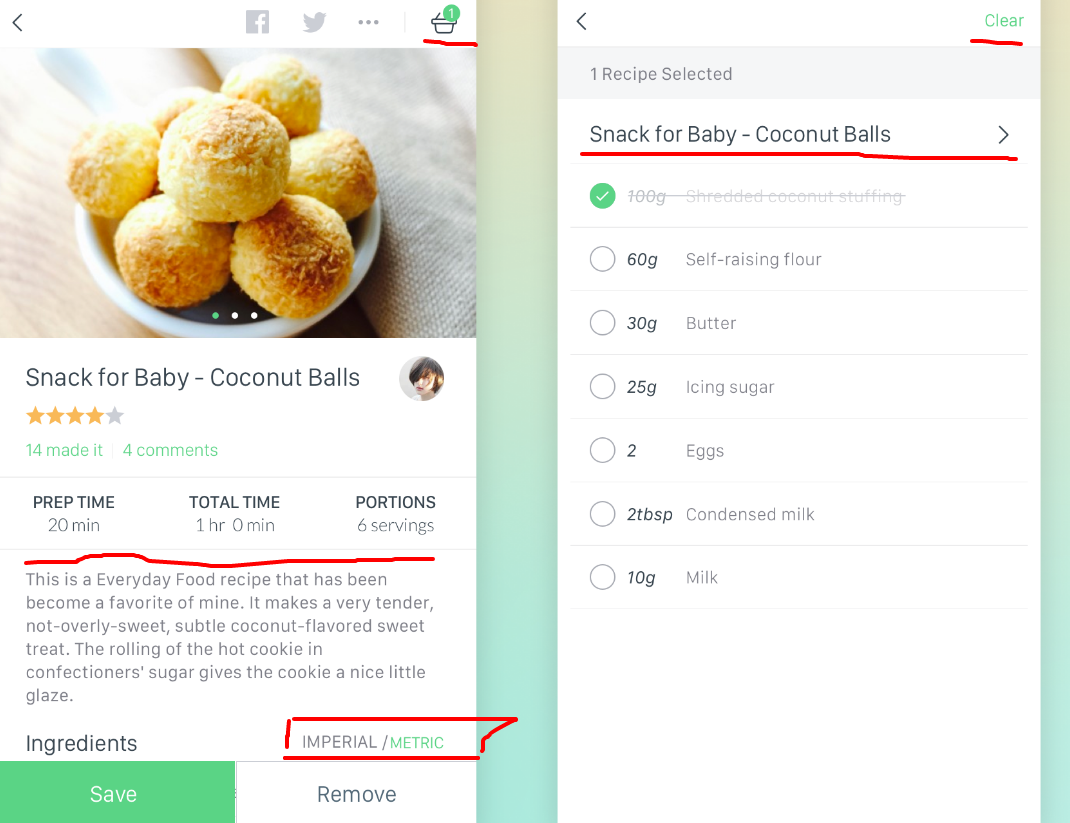 1
Snack for Baby - Coconut Balls
14 made it | 4 comments
PREP TIME TOTAL TIME PORTIONS
20 min 1 hr 0 min 6 servings
This is a Everyday Food recipe that has been
become a favorite of mine. It makes a very tender,
not-overly-sweet, subtle coconut-flavored sweet
treat. The rolling of the hot cookie in
confectioners' sugar gives the cookie a nice little
glaze.
Ingredients IMPERIAL / METRIC
Save Remove
Clear
1 Recipe Selected
Snack for Baby - Coconut Balls
100g Shredded coconut stuffing
60g Self-raising flour
30g Butter
25g Icing sugar
2 Eggs
2tbsp Condensed milk
10g Milk